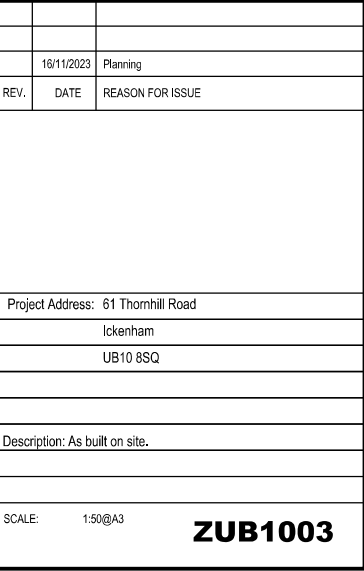 16/11/2023 Planning
REV. DATE REASON FOR ISSUE
Project Address: 61 Thornhill Road
Ickenham
UB10 8SQ
Description: As built on site.
SCALE: 1:50@A3
ZUB1003